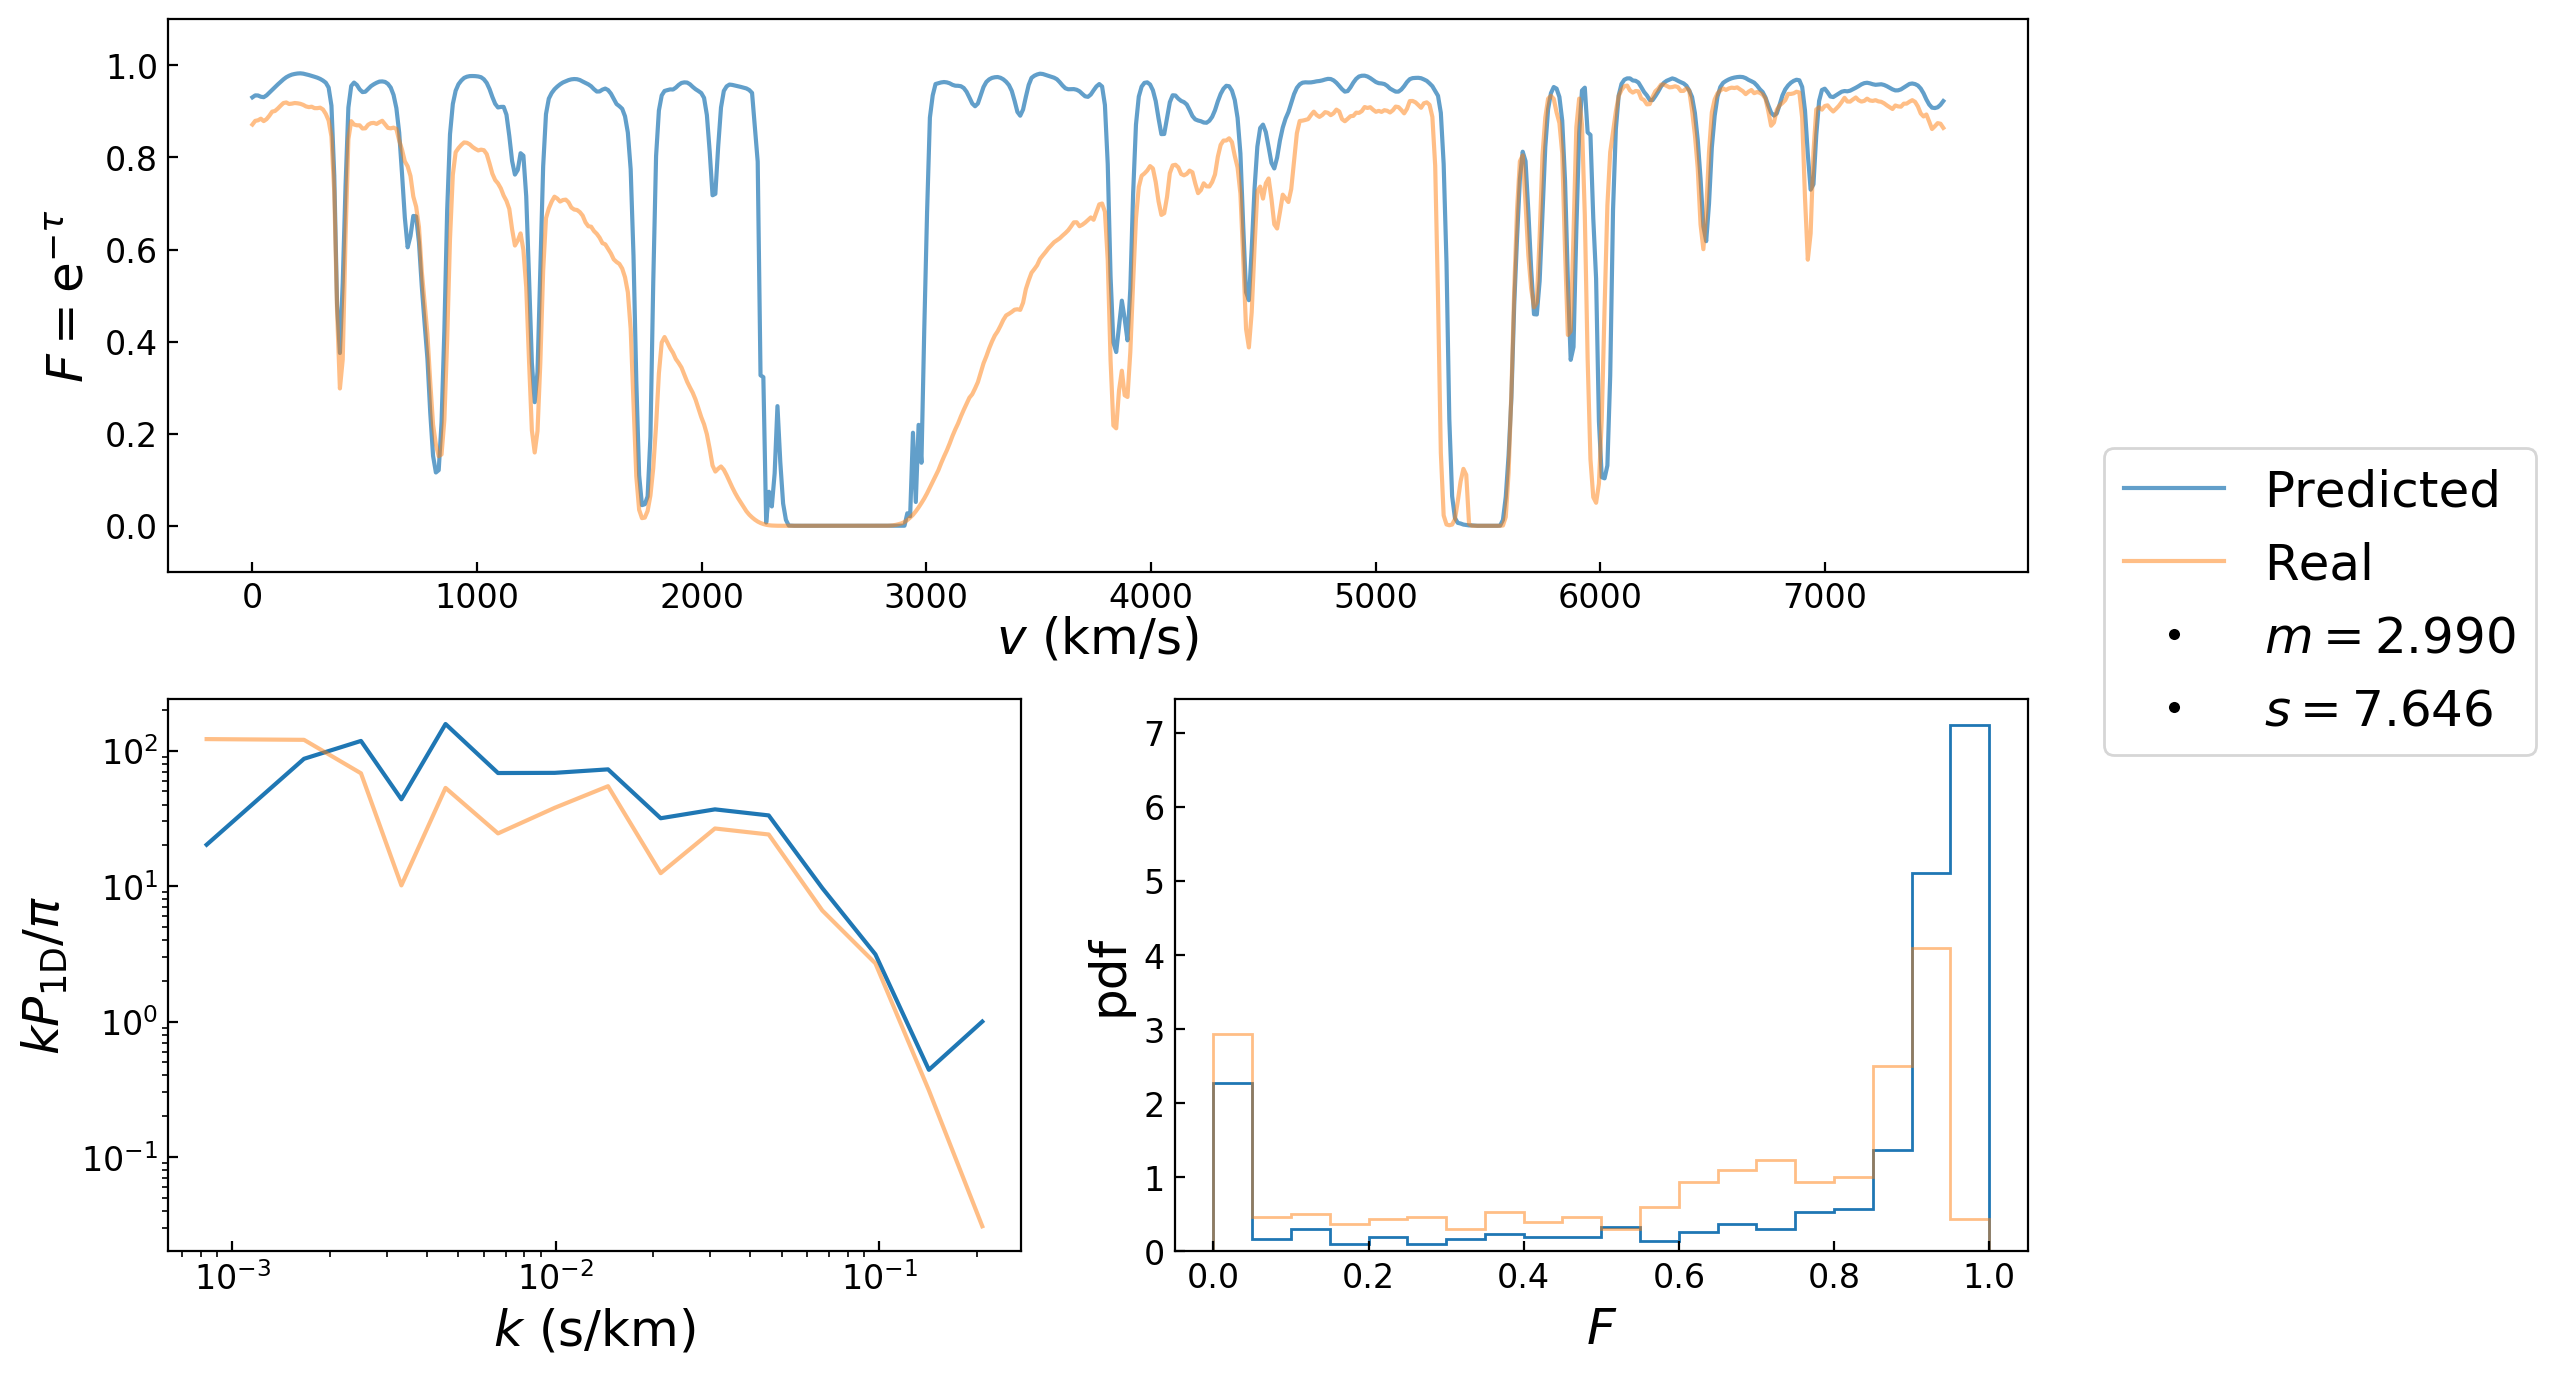 F = e^{-τ}
1.0
0.8
0.6
0.4
0.2
0.0
0 1000 2000 3000 4000 5000 6000 7000
v (km/s)
Predicted
Real
m = 2.990
s = 7.646
kP_{1D}/π
10^2
10^1
10^0
10^{-1}
10^{-3} 10^{-2} 10^{-1}
k (s/km)
pdf
7
6
5
4
3
2
1
0
0.0 0.2 0.4 0.6 0.8 1.0
F